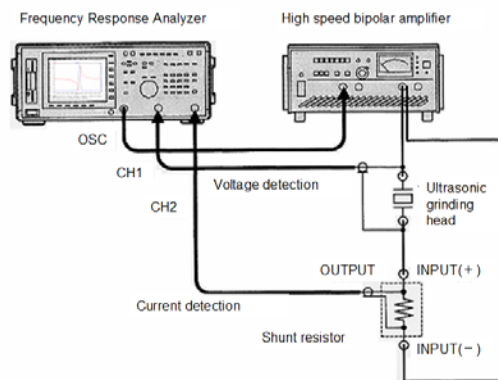 Frequency Response Analyzer
High speed bipolar amplifier
OSC
CH1
Voltage detection
CH2
Ultrasonic
grinding
head
OUTPUT
INPUT(+)
Current detection
Shunt resistor
INPUT(−)